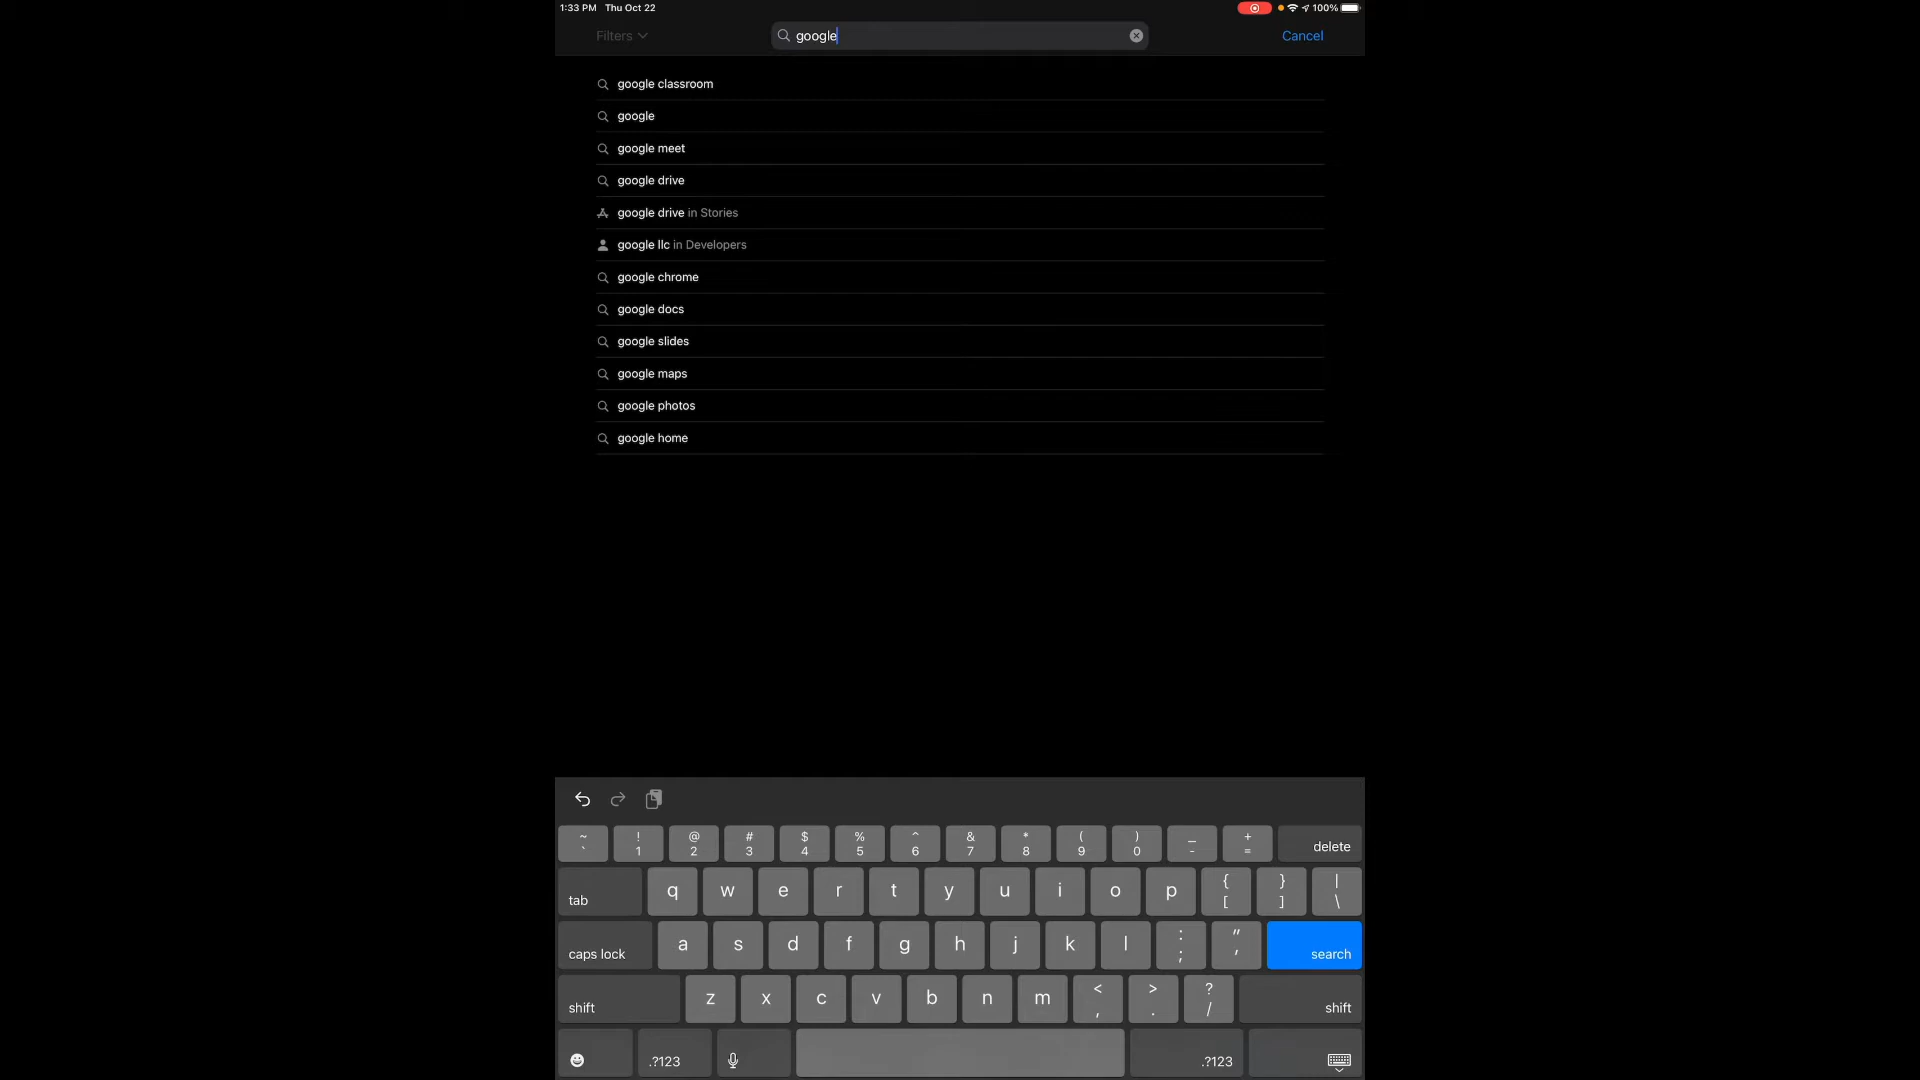 1:33 PM Thu Oct 22 100%
Filters google Cancel
google classroom
google
google meet
google drive
google drive in Stories
google llc in Developers
google chrome
google docs
google slides
google maps
google photos
google home
~ ! @ # $ % ^ & * ( ) _ +
` 1 2 3 4 5 6 7 8 9 0 - = delete
tab q w e r t y u i o p { [ } ] | \
caps lock a s d f g h j k l : ; " ' search
shift z x c v b n m < , > . ? / shift
.?123 .?123